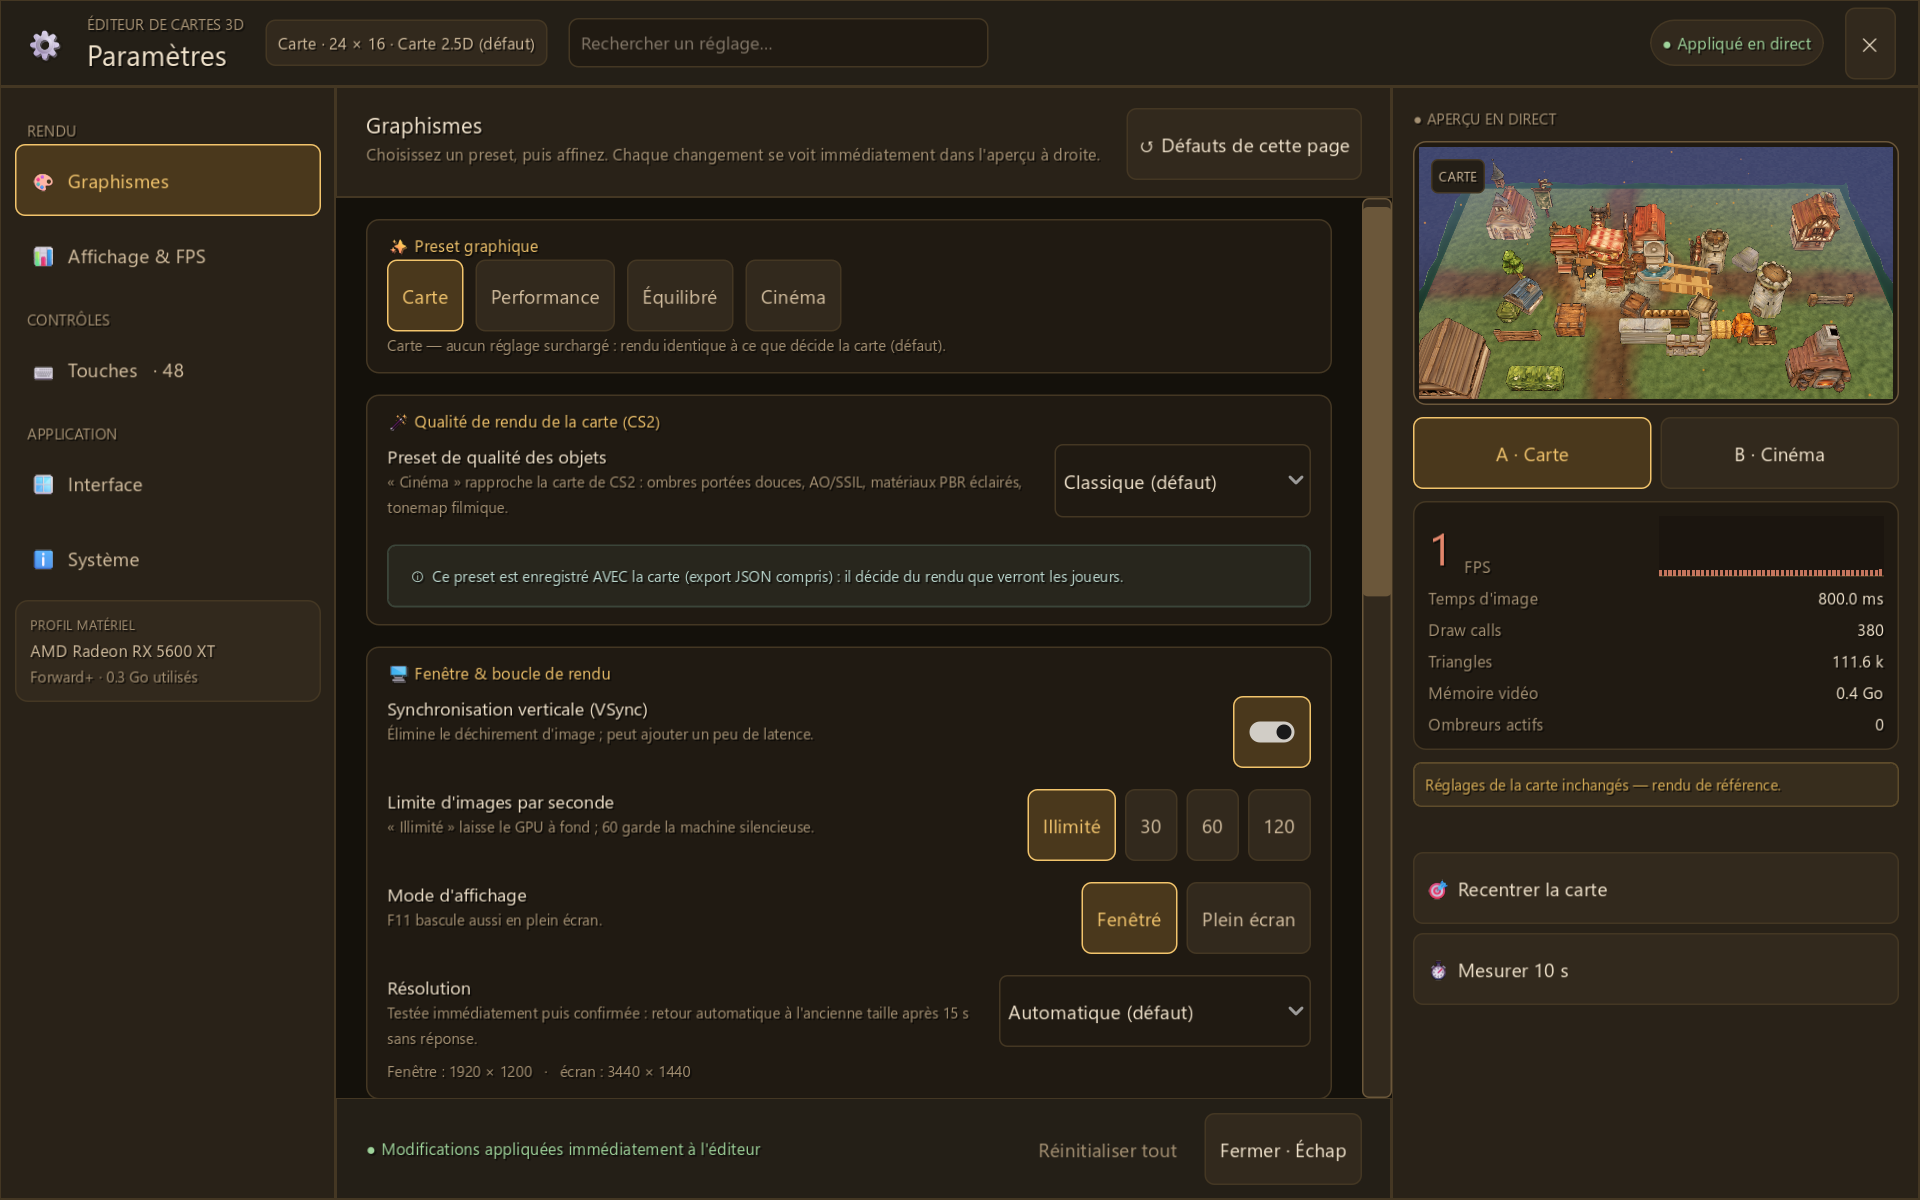 ÉDITEUR DE CARTES 3D
Paramètres
Carte · 24 × 16 · Carte 2.5D (défaut)
Rechercher un réglage...
● Appliqué en direct
RENDU
Graphismes
Affichage & FPS
CONTRÔLES
Touches · 48
APPLICATION
Interface
Système
PROFIL MATÉRIEL
AMD Radeon RX 5600 XT
Forward+ · 0.3 Go utilisés
Graphismes
Choisissez un preset, puis affinez. Chaque changement se voit immédiatement dans l'aperçu à droite.
↺ Défauts de cette page
Preset graphique
Carte
Performance
Équilibré
Cinéma
Carte — aucun réglage surchargé : rendu identique à ce que décide la carte (défaut).
Qualité de rendu de la carte (CS2)
Preset de qualité des objets
« Cinéma » rapproche la carte de CS2 : ombres portées douces, AO/SSIL, matériaux PBR éclairés,
tonemap filmique.
Classique (défaut)
Ce preset est enregistré AVEC la carte (export JSON compris) : il décide du rendu que verront les joueurs.
Fenêtre & boucle de rendu
Synchronisation verticale (VSync)
Élimine le déchirement d'image ; peut ajouter un peu de latence.
Limite d'images par seconde
« Illimité » laisse le GPU à fond ; 60 garde la machine silencieuse.
Illimité
30
60
120
Mode d'affichage
F11 bascule aussi en plein écran.
Fenêtré
Plein écran
Résolution
Testée immédiatement puis confirmée : retour automatique à l'ancienne taille après 15 s
sans réponse.
Automatique (défaut)
Fenêtre : 1920 × 1200 · écran : 3440 × 1440
● Modifications appliquées immédiatement à l'éditeur
Réinitialiser tout
Fermer · Échap
● APERÇU EN DIRECT
CARTE
A · Carte
B · Cinéma
1 FPS
Temps d'image 800.0 ms
Draw calls 380
Triangles 111.6 k
Mémoire vidéo 0.4 Go
Ombreurs actifs 0
Réglages de la carte inchangés — rendu de référence.
Recentrer la carte
Mesurer 10 s